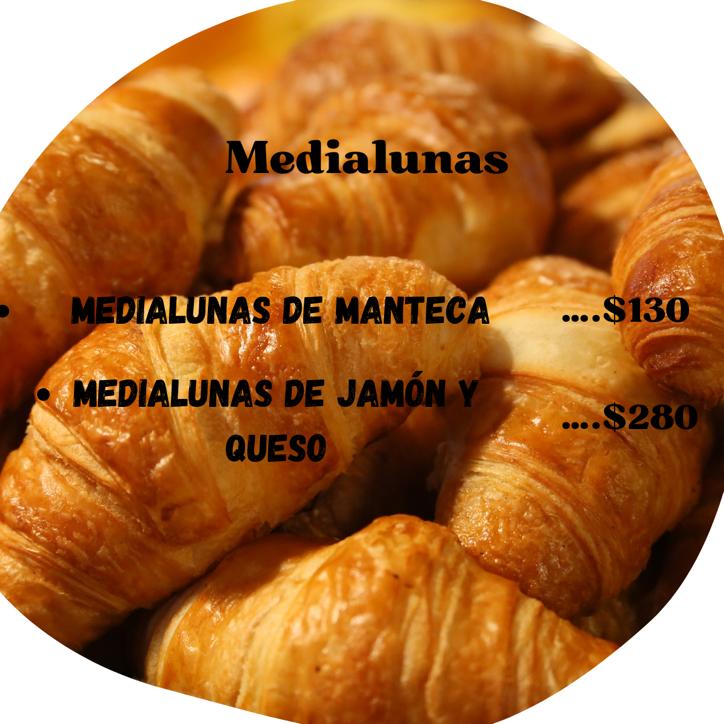 Medialunas
• MEDIALUNAS DE MANTECA ....$130
• MEDIALUNAS DE JAMÓN Y
QUESO ....$280